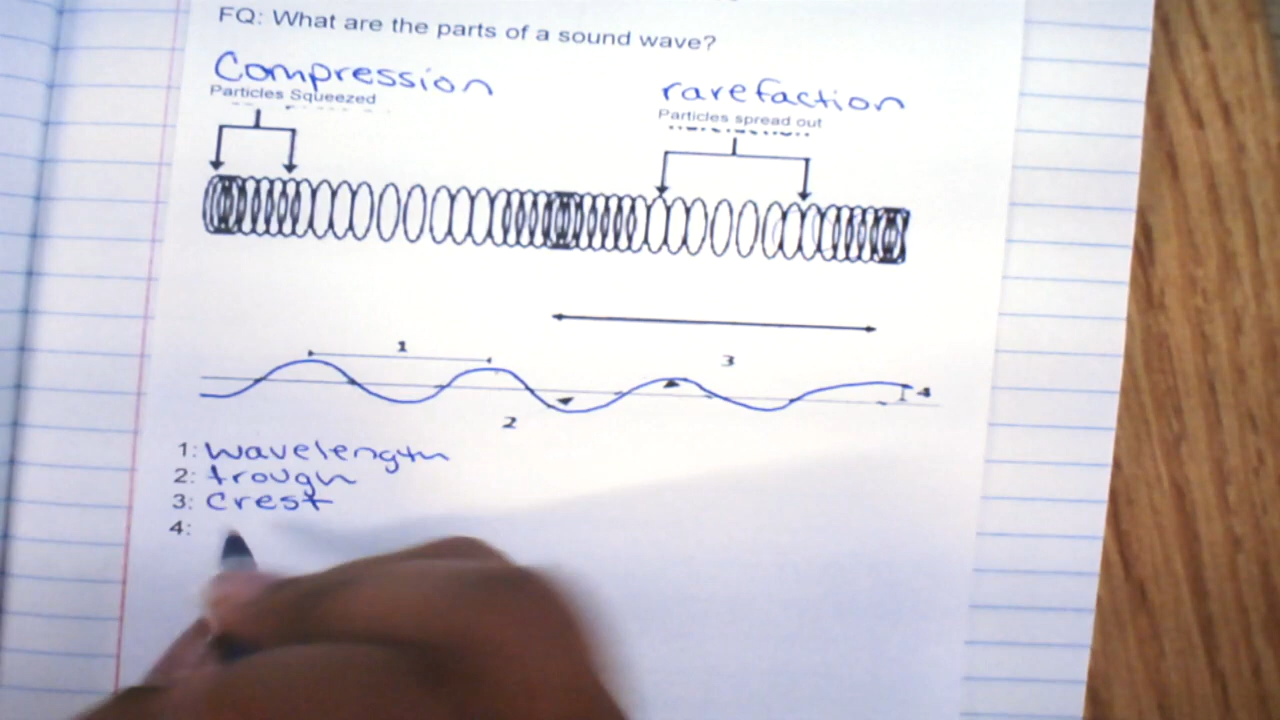 FQ: What are the parts of a sound wave?
Compression
rarefaction
Particles Squeezed
Particles spread out
1
3
4
2
1: wavelength
2: trough
3: crest
4: